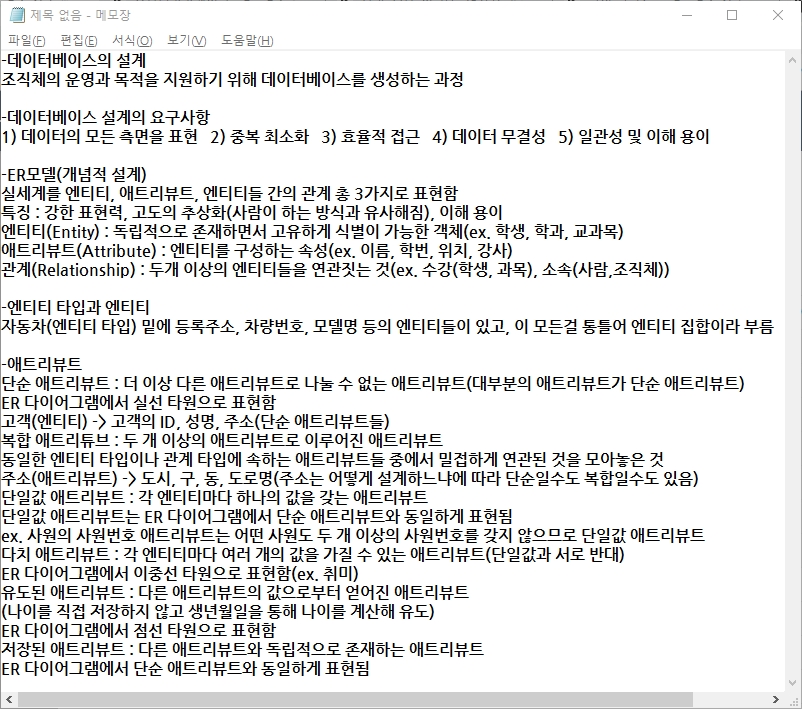 제목 없음 - 메모장
파일(F) 편집(E) 서식(O) 보기(V) 도움말(H)
-데이터베이스의 설계
조직체의 운영과 목적을 지원하기 위해 데이터베이스를 생성하는 과정
-데이터베이스 설계의 요구사항
1) 데이터의 모든 측면을 표현 2) 중복 최소화 3) 효율적 접근 4) 데이터 무결성 5) 일관성 및 이해 용이
-ER모델(개념적 설계)
실세계를 엔티티, 애트리뷰트, 엔티티들 간의 관계 총 3가지로 표현함
특징 : 강한 표현력, 고도의 추상화(사람이 하는 방식과 유사해짐), 이해 용이
엔티티(Entity) : 독립적으로 존재하면서 고유하게 식별이 가능한 객체(ex. 학생, 학과, 교과목)
애트리뷰트(Attribute) : 엔티티를 구성하는 속성(ex. 이름, 학번, 위치, 강사)
관계(Relationship) : 두개 이상의 엔티티들을 연관짓는 것(ex. 수강(학생, 과목), 소속(사람,조직체))
-엔티티 타입과 엔티티
자동차(엔티티 타입) 밑에 등록주소, 차량번호, 모델명 등의 엔티티들이 있고, 이 모든걸 통틀어 엔티티 집합이라 부름
-애트리뷰트
단순 애트리뷰트 : 더 이상 다른 애트리뷰트로 나눌 수 없는 애트리뷰트(대부분의 애트리뷰트가 단순 애트리뷰트)
ER 다이어그램에서 실선 타원으로 표현함
고객(엔티티) -> 고객의 ID, 성명, 주소(단순 애트리뷰트들)
복합 애트리튜브 : 두 개 이상의 애트리뷰트로 이루어진 애트리뷰트
동일한 엔티티 타입이나 관계 타입에 속하는 애트리뷰트들 중에서 밀접하게 연관된 것을 모아놓은 것
주소(애트리뷰트) -> 도시, 구, 동, 도로명(주소는 어떻게 설계하느냐에 따라 단순일수도 복합일수도 있음)
단일값 애트리뷰트 : 각 엔티티마다 하나의 값을 갖는 애트리뷰트
단일값 애트리뷰트는 ER 다이어그램에서 단순 애트리뷰트와 동일하게 표현됨
ex. 사원의 사원번호 애트리뷰트는 어떤 사원도 두 개 이상의 사원번호를 갖지 않으므로 단일값 애트리뷰트
다치 애트리뷰트 : 각 엔티티마다 여러 개의 값을 가질 수 있는 애트리뷰트(단일값과 서로 반대)
ER 다이어그램에서 이중선 타원으로 표현함(ex. 취미)
유도된 애트리뷰트 : 다른 애트리뷰트의 값으로부터 얻어진 애트리뷰트
(나이를 직접 저장하지 않고 생년월일을 통해 나이를 계산해 유도)
ER 다이어그램에서 점선 타원으로 표현함
저장된 애트리뷰트 : 다른 애트리뷰트와 독립적으로 존재하는 애트리뷰트
ER 다이어그램에서 단순 애트리뷰트와 동일하게 표현됨